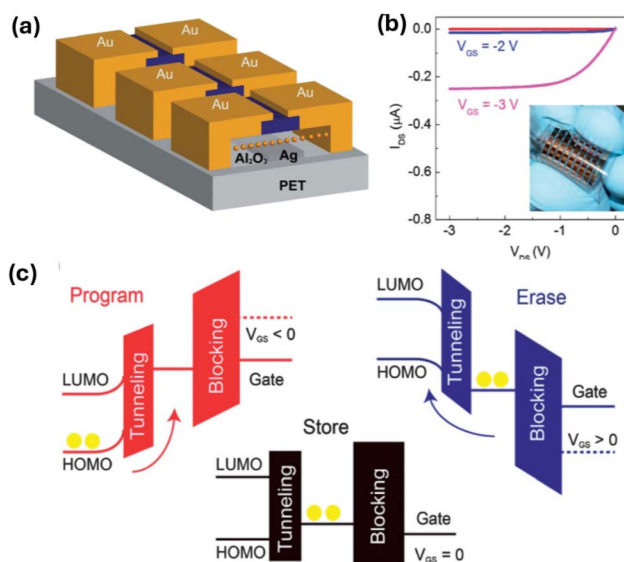 (a)
Au
Au
Au
Au
Au
Au
Al₂O₃
Ag
PET
(b)
0.0
-0.2
-0.4
-0.6
-0.8
I_DS (μA)
V_GS = -2 V
V_GS = -3 V
-3
-2
-1
0
V_DS (V)
(c)
Program
LUMO
HOMO
Tunneling
Blocking
V_GS < 0
Gate
Store
LUMO
HOMO
Tunneling
Blocking
Gate
V_GS = 0
Erase
LUMO
HOMO
Tunneling
Blocking
Gate
V_GS > 0